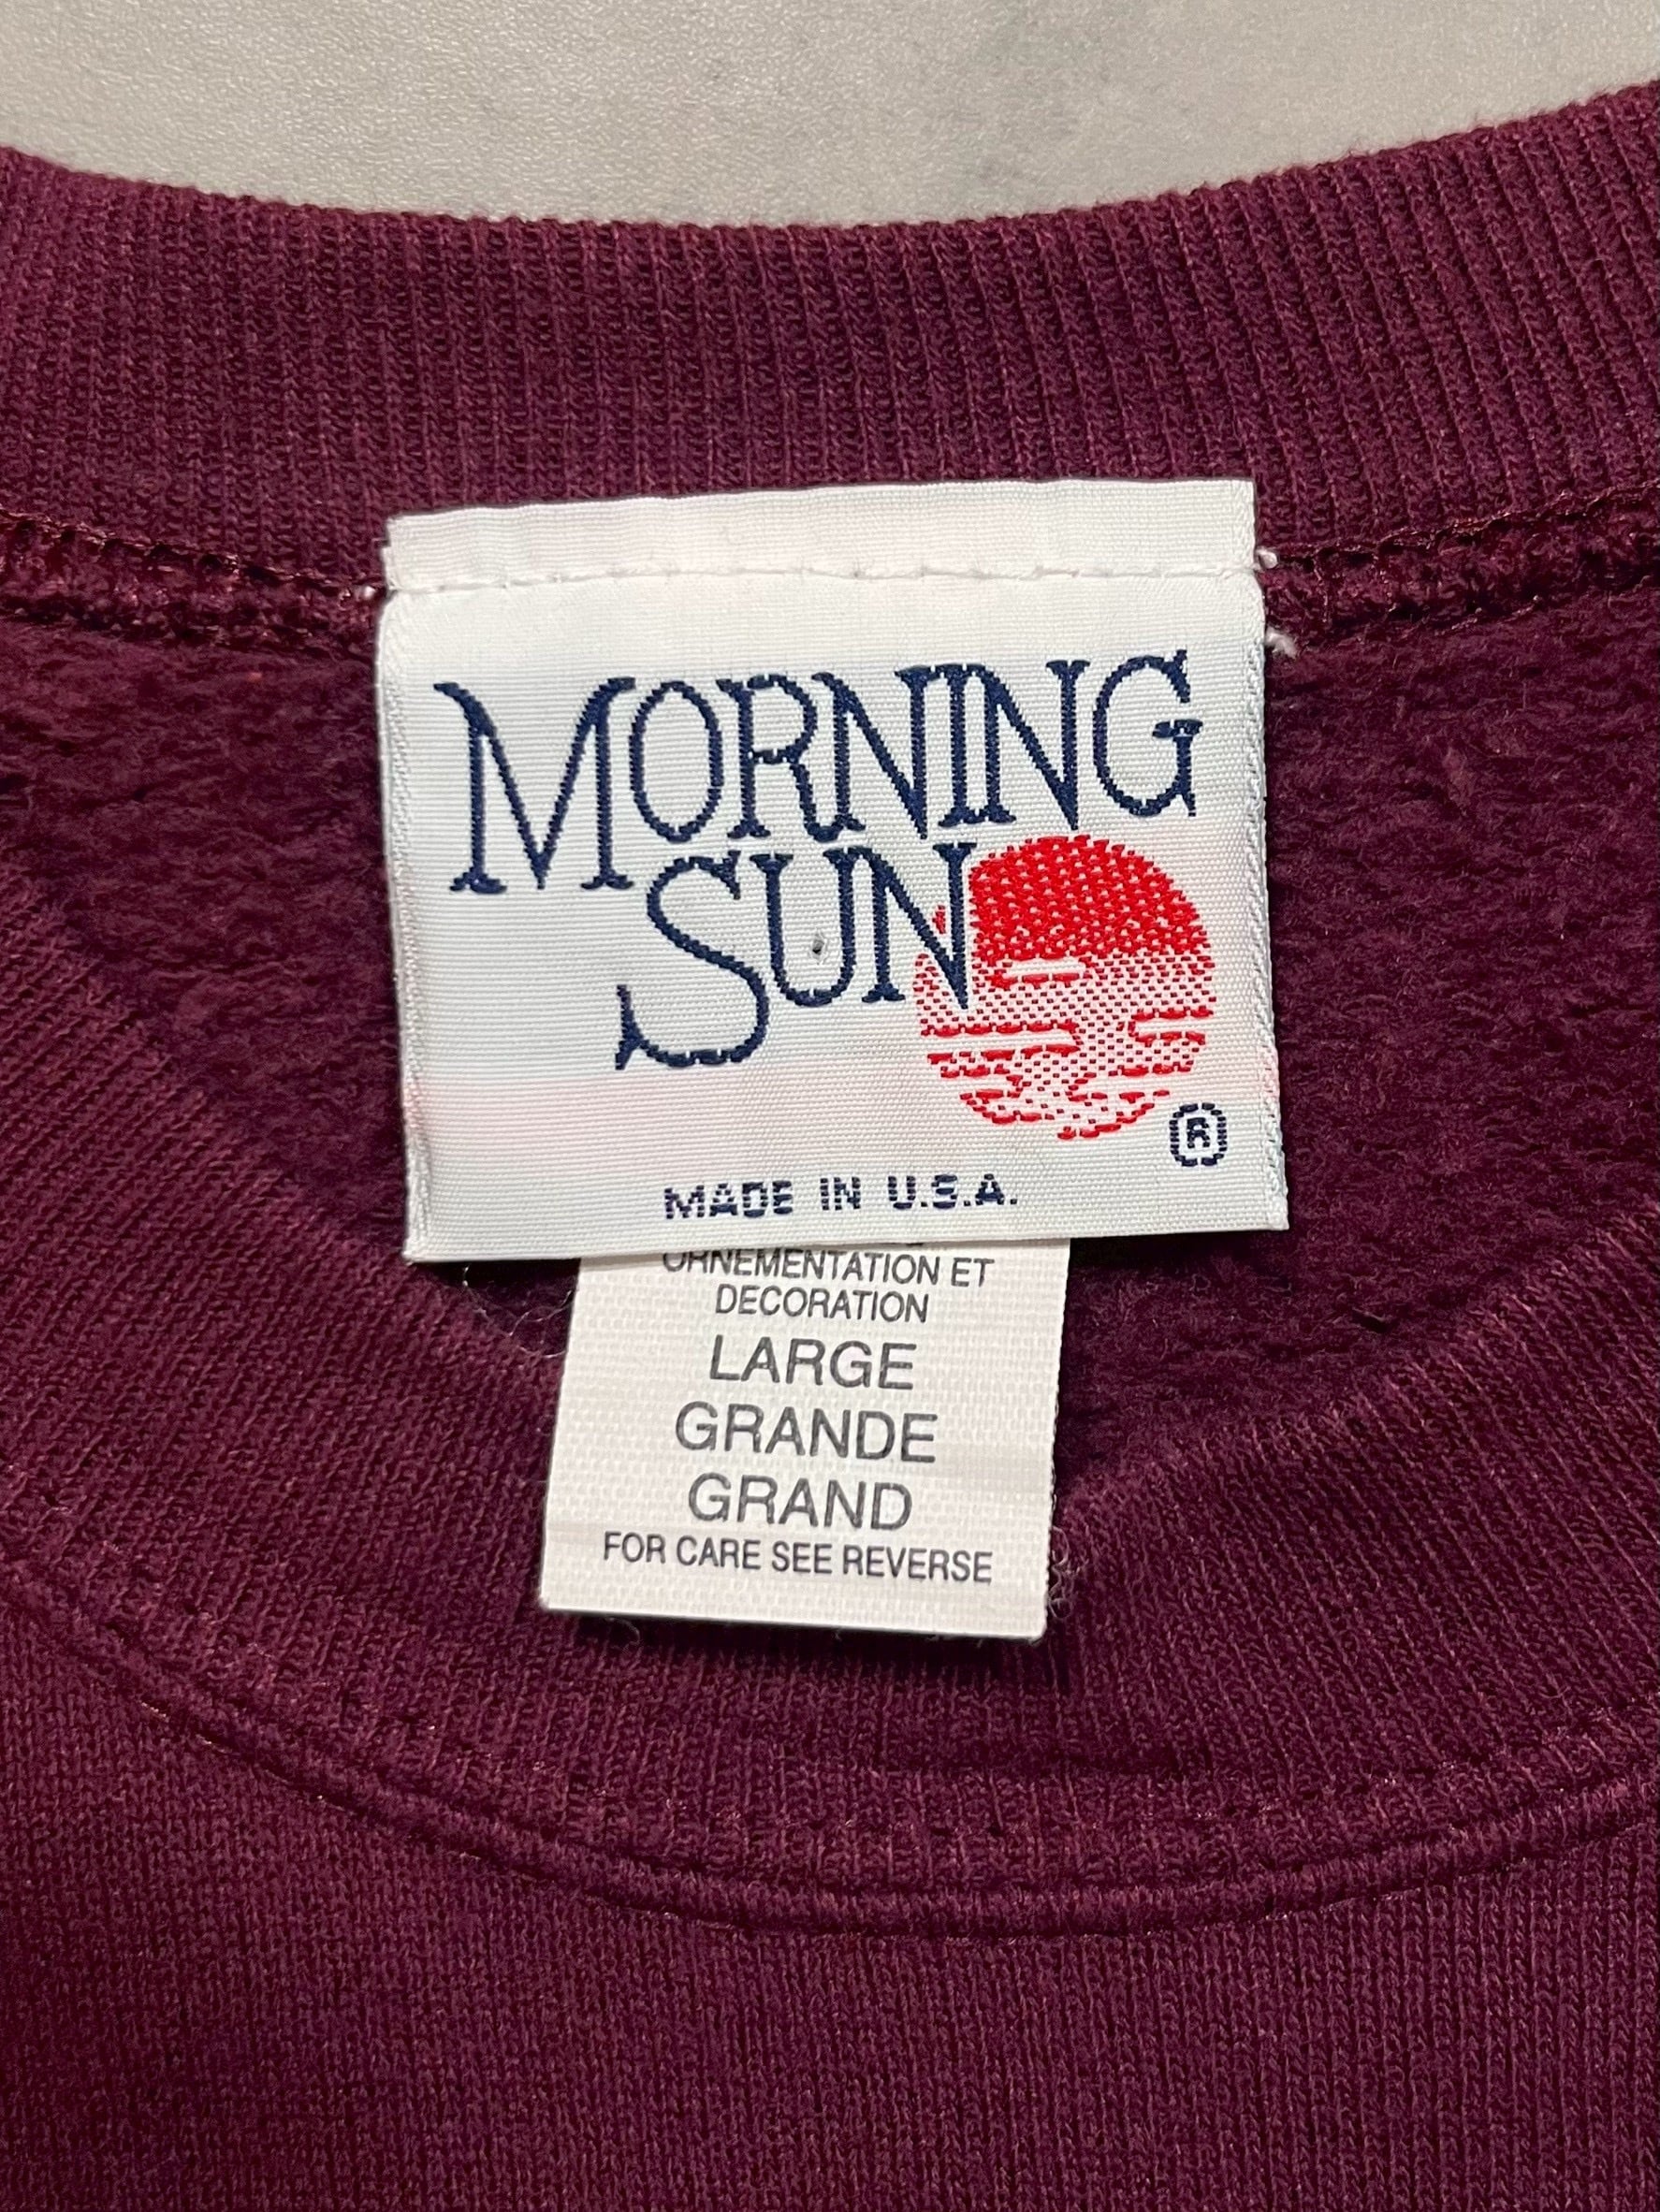 MORNING
SUN
®
MADE IN U.S.A.
ORNEMENTATION ET
DECORATION
LARGE
GRANDE
GRAND
FOR CARE SEE REVERSE